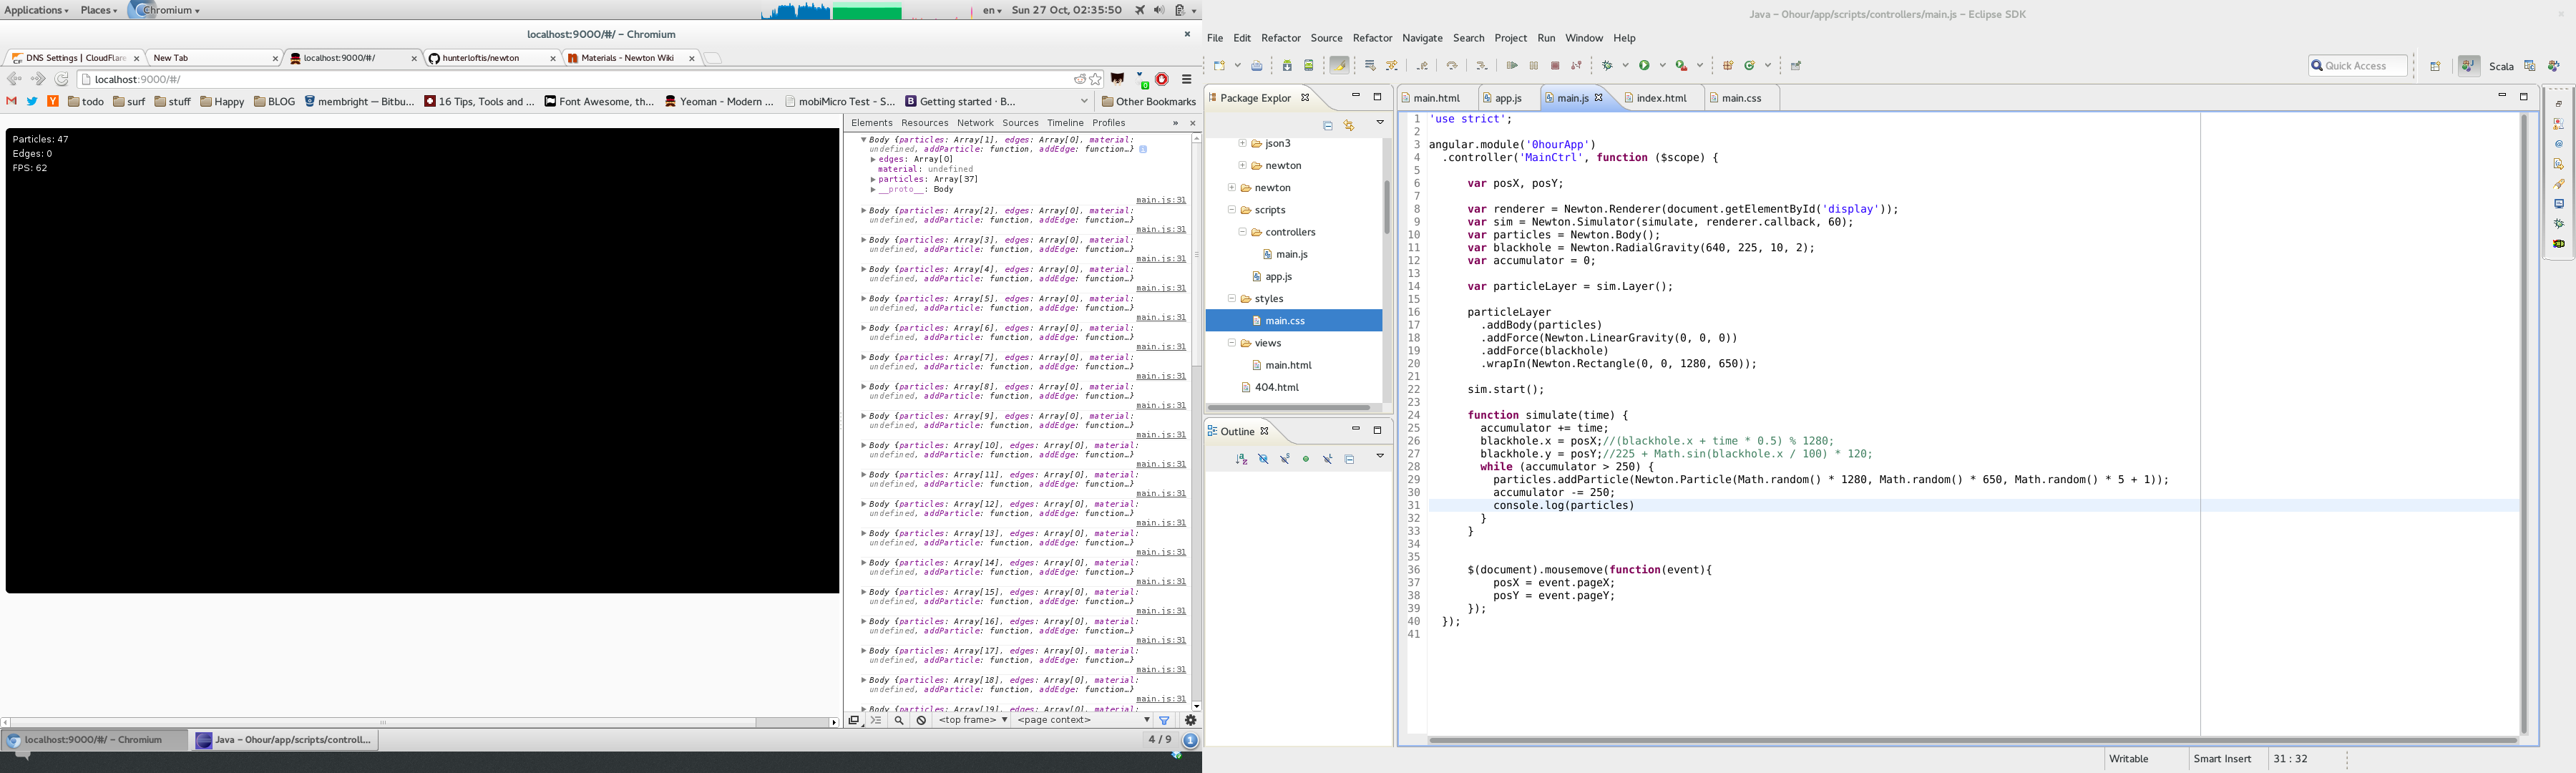 Applications Places Chromium en Sun 27 Oct, 02:35:50
localhost:9000/#/ – Chromium
DNS Settings | CloudFlare New Tab localhost:9000/#/ hunterloftis/newton Materials - Newton Wiki
localhost:9000/#/
todo surf stuff Happy BLOG membright — Bitbu... 16 Tips, Tools and ... Font Awesome, th... Yeoman - Modern ... mobiMicro Test - S... Getting started · B... Other Bookmarks
Particles: 47
Edges: 0
FPS: 62
Elements Resources Network Sources Timeline Profiles »
Body {particles: Array[1], edges: Array[0], material:
undefined, addParticle: function, addEdge: function…}
edges: Array[0]
material: undefined
particles: Array[37]
__proto__: Body
main.js:31
Body {particles: Array[2], edges: Array[0], material:
undefined, addParticle: function, addEdge: function…}
main.js:31
Body {particles: Array[3], edges: Array[0], material:
undefined, addParticle: function, addEdge: function…}
main.js:31
Body {particles: Array[4], edges: Array[0], material:
undefined, addParticle: function, addEdge: function…}
main.js:31
Body {particles: Array[5], edges: Array[0], material:
undefined, addParticle: function, addEdge: function…}
main.js:31
Body {particles: Array[6], edges: Array[0], material:
undefined, addParticle: function, addEdge: function…}
main.js:31
Body {particles: Array[7], edges: Array[0], material:
undefined, addParticle: function, addEdge: function…}
main.js:31
Body {particles: Array[8], edges: Array[0], material:
undefined, addParticle: function, addEdge: function…}
main.js:31
Body {particles: Array[9], edges: Array[0], material:
undefined, addParticle: function, addEdge: function…}
main.js:31
Body {particles: Array[10], edges: Array[0], material:
undefined, addParticle: function, addEdge: function…}
main.js:31
Body {particles: Array[11], edges: Array[0], material:
undefined, addParticle: function, addEdge: function…}
main.js:31
Body {particles: Array[12], edges: Array[0], material:
undefined, addParticle: function, addEdge: function…}
main.js:31
Body {particles: Array[13], edges: Array[0], material:
undefined, addParticle: function, addEdge: function…}
main.js:31
Body {particles: Array[14], edges: Array[0], material:
undefined, addParticle: function, addEdge: function…}
main.js:31
Body {particles: Array[15], edges: Array[0], material:
undefined, addParticle: function, addEdge: function…}
main.js:31
Body {particles: Array[16], edges: Array[0], material:
undefined, addParticle: function, addEdge: function…}
main.js:31
Body {particles: Array[17], edges: Array[0], material:
undefined, addParticle: function, addEdge: function…}
main.js:31
Body {particles: Array[18], edges: Array[0], material:
undefined, addParticle: function, addEdge: function…}
main.js:31
Body {particles: Array[19], edges: Array[0], material:
<top frame> <page context>
localhost:9000/#/ – Chromium Java – 0hour/app/scripts/controll... 4 / 9 1
Java – 0hour/app/scripts/controllers/main.js – Eclipse SDK
File Edit Refactor Source Refactor Navigate Search Project Run Window Help
Quick Access Scala
Package Explor
json3
newton
newton
scripts
controllers
main.js
app.js
styles
main.css
views
main.html
404.html
Outline
main.html app.js main.js index.html main.css
1 'use strict';
2
3 angular.module('0hourApp')
4 .controller('MainCtrl', function ($scope) {
5
6 var posX, posY;
7
8 var renderer = Newton.Renderer(document.getElementById('display'));
9 var sim = Newton.Simulator(simulate, renderer.callback, 60);
10 var particles = Newton.Body();
11 var blackhole = Newton.RadialGravity(640, 225, 10, 2);
12 var accumulator = 0;
13
14 var particleLayer = sim.Layer();
15
16 particleLayer
17 .addBody(particles)
18 .addForce(Newton.LinearGravity(0, 0, 0))
19 .addForce(blackhole)
20 .wrapIn(Newton.Rectangle(0, 0, 1280, 650));
21
22 sim.start();
23
24 function simulate(time) {
25 accumulator += time;
26 blackhole.x = posX;//(blackhole.x + time * 0.5) % 1280;
27 blackhole.y = posY;//225 + Math.sin(blackhole.x / 100) * 120;
28 while (accumulator > 250) {
29 particles.addParticle(Newton.Particle(Math.random() * 1280, Math.random() * 650, Math.random() * 5 + 1));
30 accumulator -= 250;
31 console.log(particles)
32 }
33 }
34
35
36 $(document).mousemove(function(event){
37 posX = event.pageX;
38 posY = event.pageY;
39 });
40 });
41
Writable Smart Insert 31 : 32